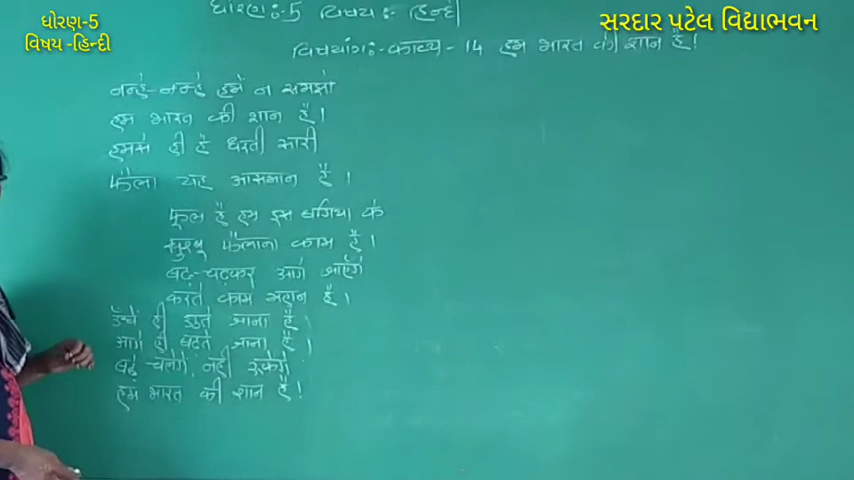 ધોરણ-5
વિષય -હિન્દી
સરદાર પટેલ વિદ્યાભવન
ધોરણ:-5 વિષય :- હિન્દી
વિષયાંગ:- કાવ્ય - 14 हम भारत की शान है!
नन्हे-नन्हे हमें न समझो
हम भारत की शान हैं।
हमसे ही है धरती सारी
फैला यह आसमान हैं।
फूल हैं हम इस बगिया के
खुश्बू फैलाना काम हैं।
बढ़-चढ़कर आगे आएँगे
करते काम महान हैं।
ऊँचे ही उड़ते जाना हैं।
आगे ही बढ़ते जाना हैं।
बढ़े चलेंगे, नहीं रुकेंगे
हम भारत की शान हैं!